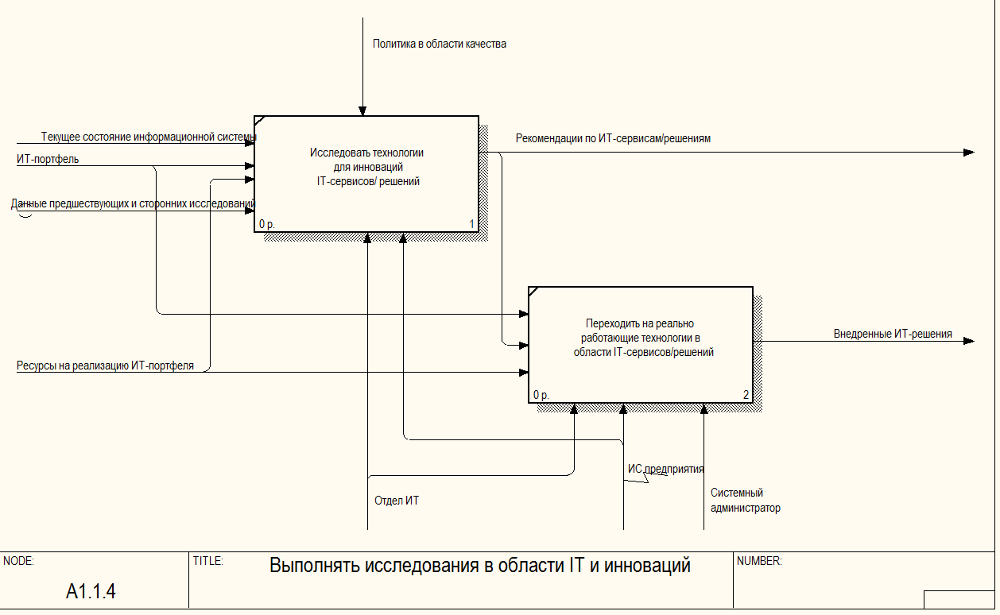 Политика в области качества
Текущее состояние информационной системы
ИТ-портфель
Данные предшествующих и сторонних исследований
Исследовать технологии
для инноваций
IT-сервисов/ решений
0 р.
1
Рекомендации по ИТ-сервисам/решениям
Переходить на реально
работающие технологии в
области IT-сервисов/решений
0 р.
2
Внедренные ИТ-решения
Ресурсы на реализацию ИТ-портфеля
ИС предприятия
Отдел ИТ
Системный
администратор
NODE:
A1.1.4
TITLE:
Выполнять исследования в области IT и инноваций
NUMBER: